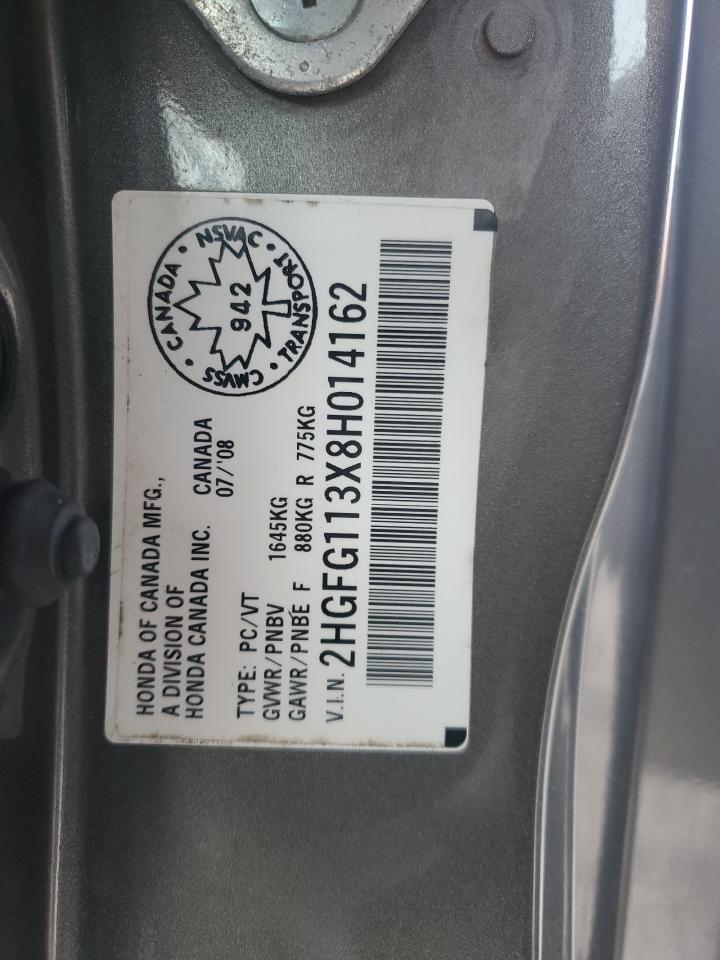 HONDA OF CANADA MFG.,
A DIVISION OF
HONDA CANADA INC. CANADA
07/'08
TYPE: PC/VT
GVWR/PNBV 1645KG
GAWR/PNBE F 880KG R 775KG
V.I.N. 2HGFG113X8H014162
CANADA • NSVAC • TRANSPORT • CMVSS •
942